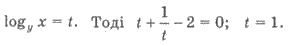 log_y x = t. Тоді t + 1/t − 2 = 0; t = 1.